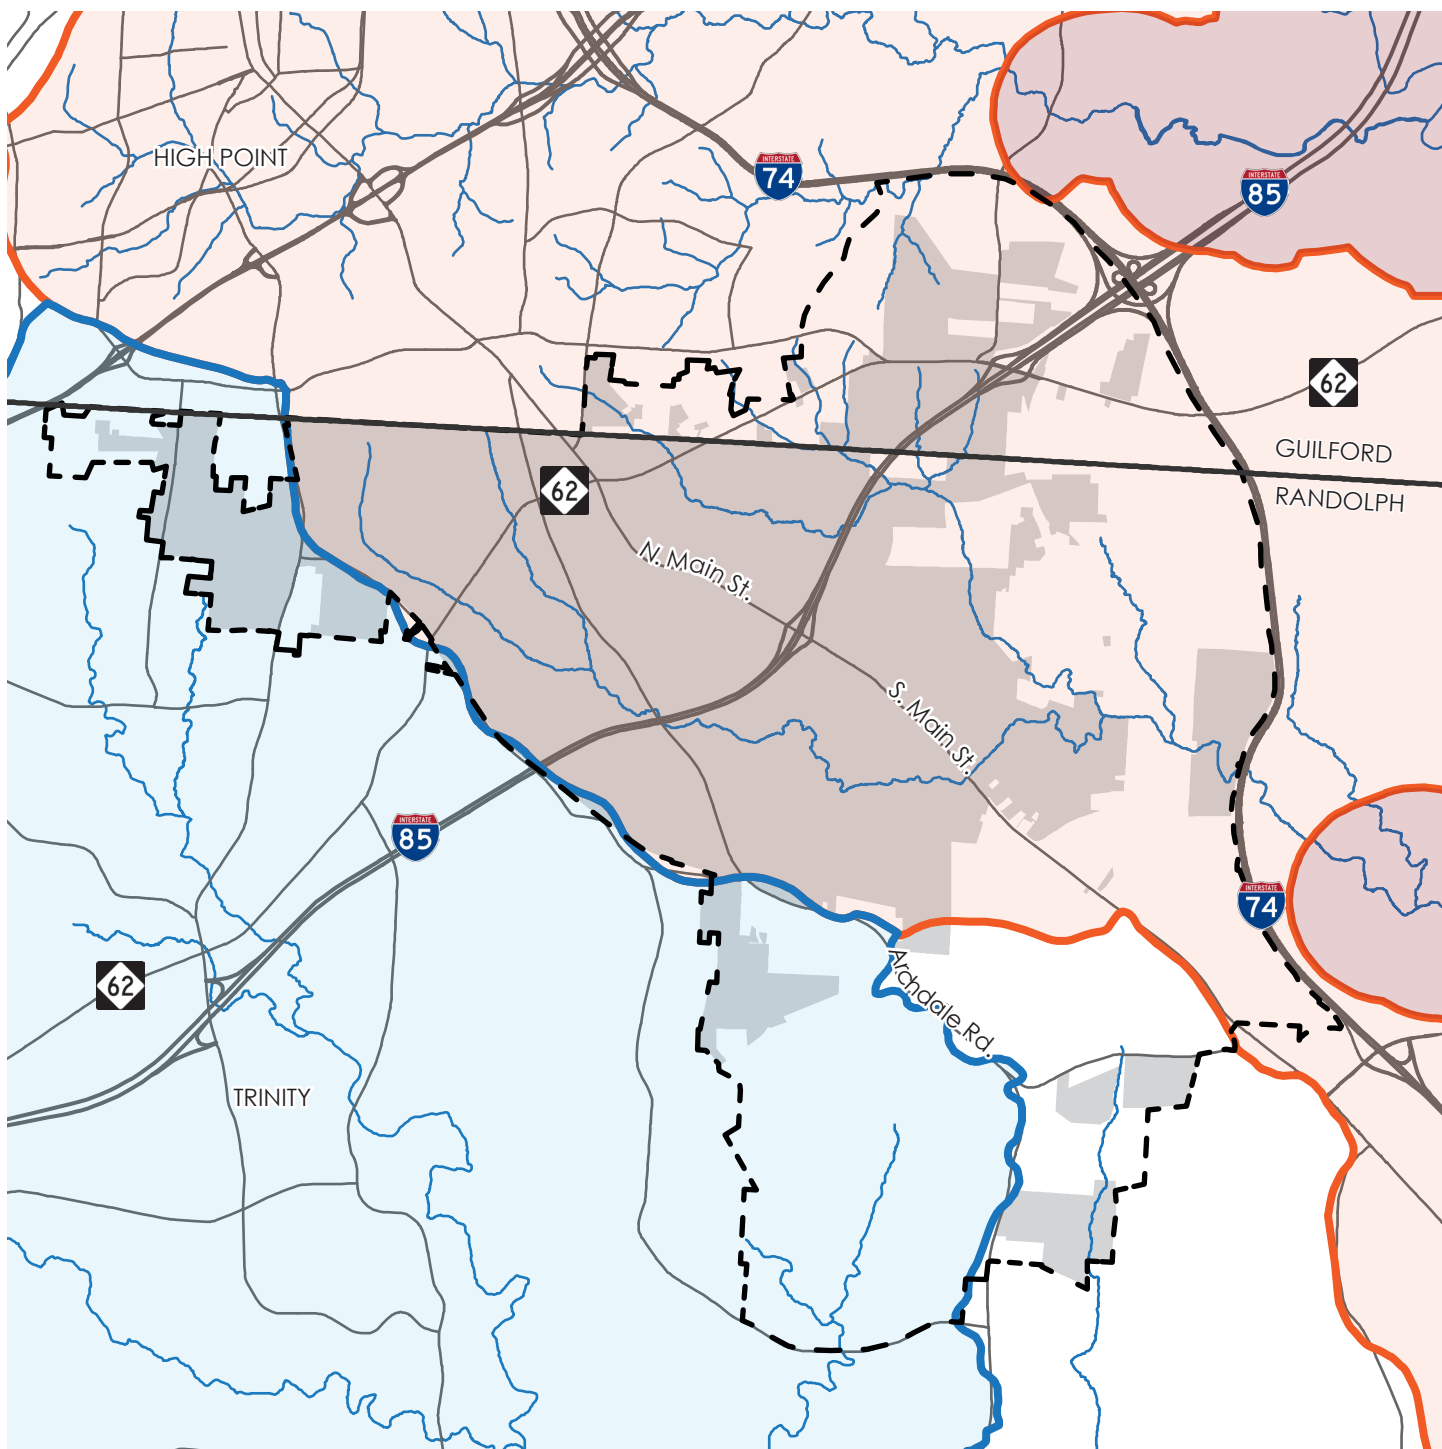 HIGH POINT
INTERSTATE
74
INTERSTATE
85
62
GUILFORD
RANDOLPH
62
N. Main St.
S. Main St.
INTERSTATE
85
INTERSTATE
74
Archdale Rd.
62
TRINITY